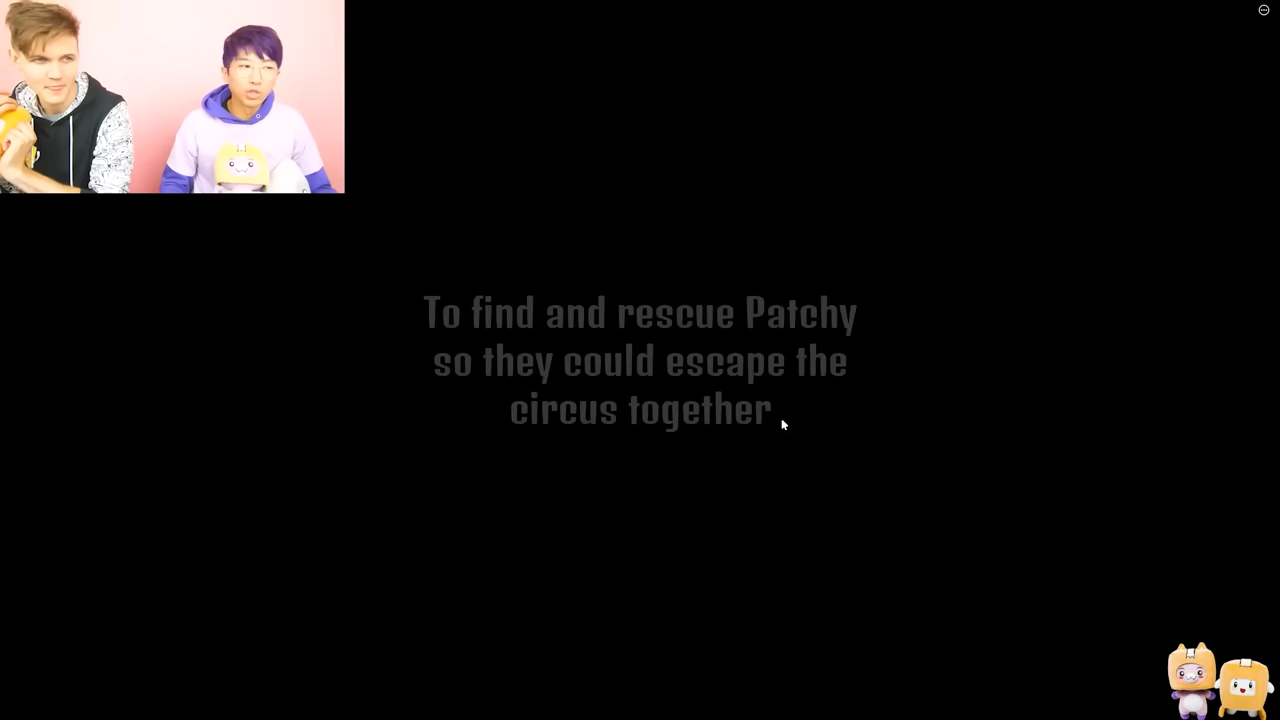 To find and rescue Patchy
so they could escape the
circus together